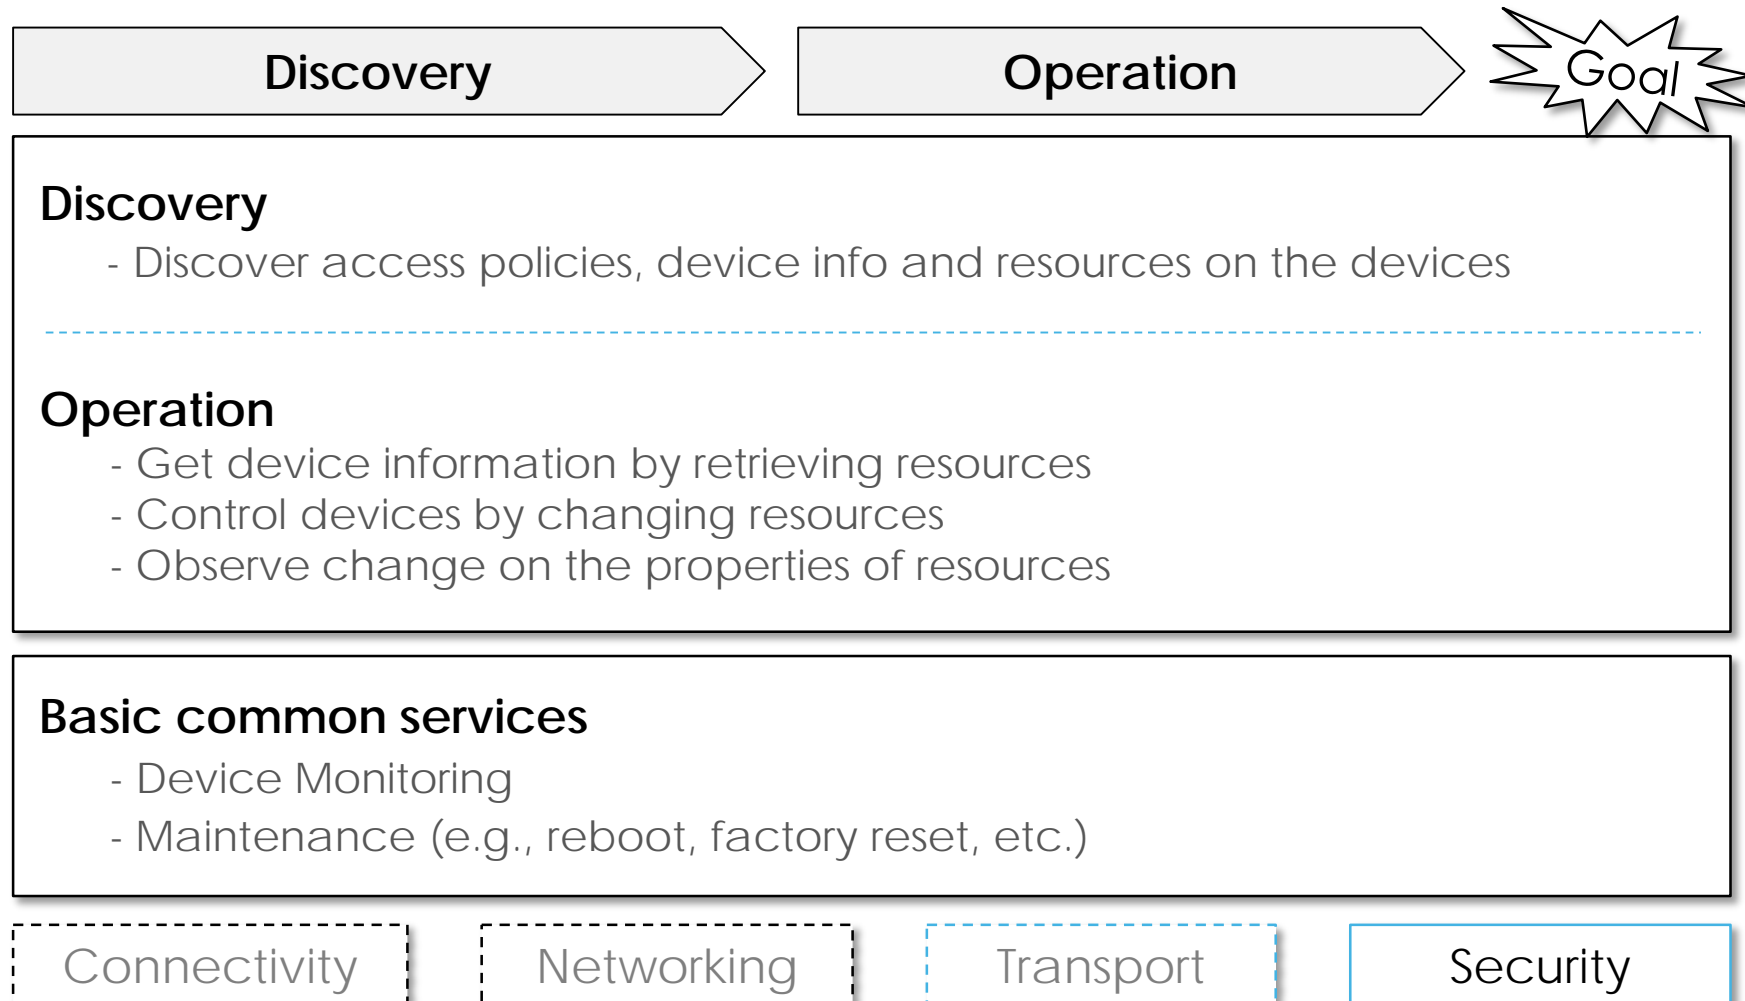 Discovery
Operation
Goal
Discovery
- Discover access policies, device info and resources on the devices
Operation
- Get device information by retrieving resources
- Control devices by changing resources
- Observe change on the properties of resources
Basic common services
- Device Monitoring
- Maintenance (e.g., reboot, factory reset, etc.)
Connectivity
Networking
Transport
Security